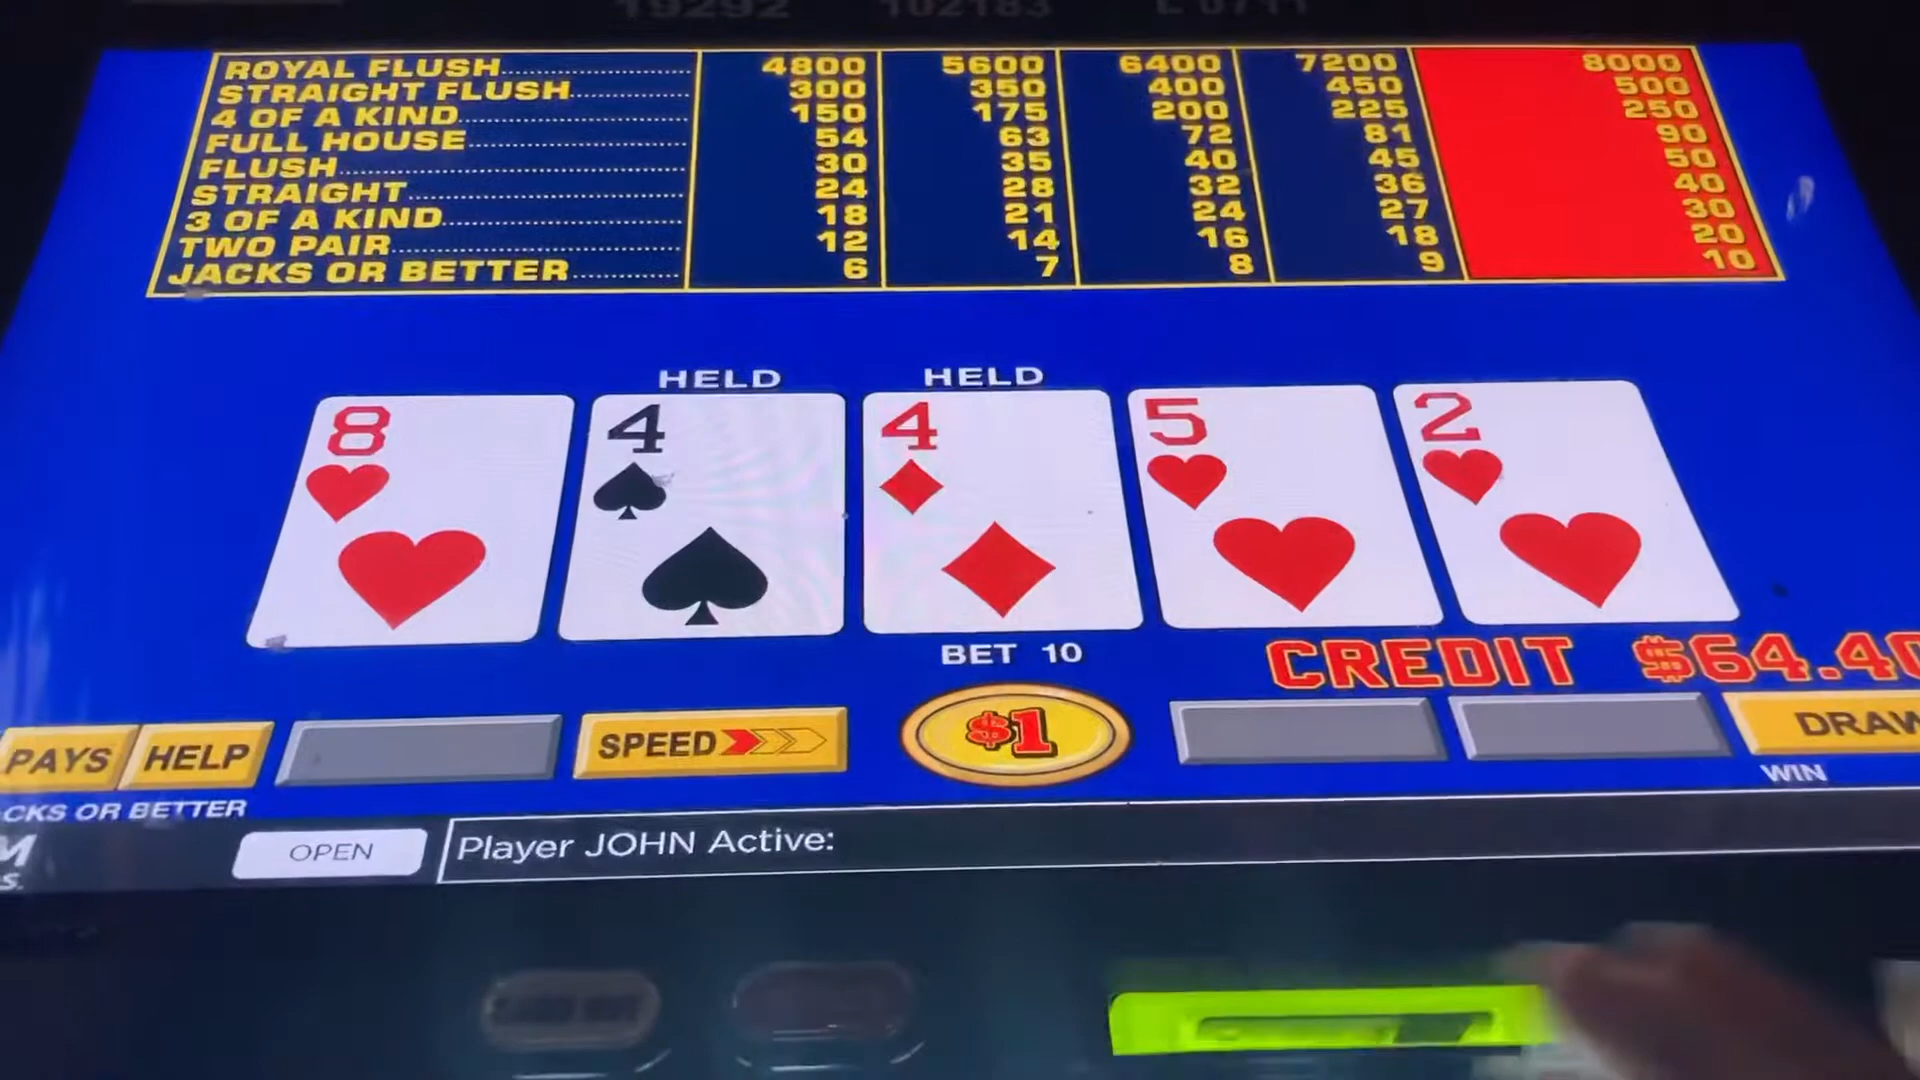 19292 102183
ROYAL FLUSH 4800 5600 6400 7200 8000
STRAIGHT FLUSH 300 350 400 450 500
4 OF A KIND 150 175 200 225 250
FULL HOUSE 54 63 72 81 90
FLUSH 30 35 40 45 50
STRAIGHT 24 28 32 36 40
3 OF A KIND 18 21 24 27 30
TWO PAIR 12 14 16 18 20
JACKS OR BETTER 6 7 8 9 10
HELD HELD
8 4 4 5 2
BET 10 CREDIT $64.40
PAYS HELP SPEED $1 DRAW
WIN
CKS OR BETTER
OPEN Player JOHN Active: